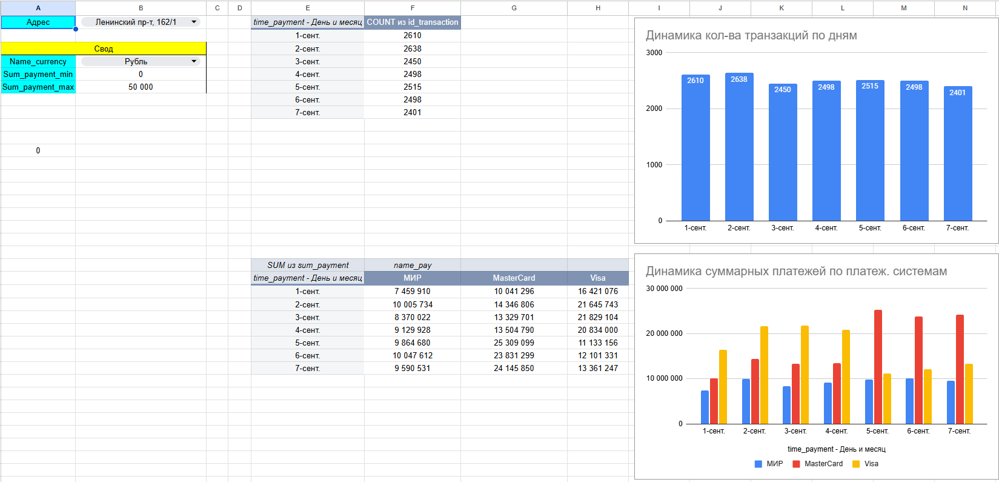 A B C D E F G H I J K L M N
Адрес Ленинский пр-т, 162/1
Свод
Name_currency Рубль
Sum_payment_min 0
Sum_payment_max 50 000
0
time_payment - День и месяц COUNT из id_transaction
1-сент. 2610
2-сент. 2638
3-сент. 2450
4-сент. 2498
5-сент. 2515
6-сент. 2498
7-сент. 2401
SUM из sum_payment name_pay
time_payment - День и месяц МИР MasterCard Visa
1-сент. 7 459 910 10 041 296 16 421 076
2-сент. 10 005 734 14 346 806 21 645 743
3-сент. 8 370 022 13 329 701 21 829 104
4-сент. 9 129 928 13 504 790 20 834 000
5-сент. 9 864 680 25 309 099 11 133 156
6-сент. 10 047 612 23 831 299 12 101 331
7-сент. 9 590 531 24 145 850 13 361 247
Динамика кол-ва транзакций по дням
3000
2610 2638 2450 2498 2515 2498 2401
2000
1000
0
1-сент. 2-сент. 3-сент. 4-сент. 5-сент. 6-сент. 7-сент.
Динамика суммарных платежей по платеж. системам
30 000 000
20 000 000
10 000 000
0
1-сент. 2-сент. 3-сент. 4-сент. 5-сент. 6-сент. 7-сент.
time_payment - День и месяц
МИР MasterCard Visa